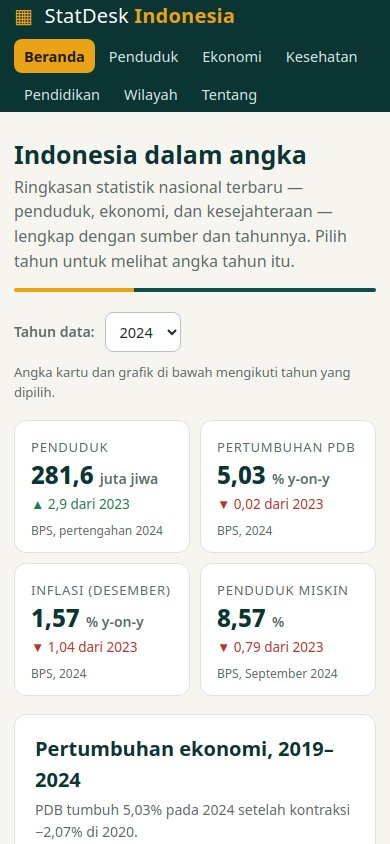 StatDesk Indonesia
Beranda Penduduk Ekonomi Kesehatan
Pendidikan Wilayah Tentang
Indonesia dalam angka
Ringkasan statistik nasional terbaru —
penduduk, ekonomi, dan kesejahteraan —
lengkap dengan sumber dan tahunnya. Pilih
tahun untuk melihat angka tahun itu.
Tahun data: 2024
Angka kartu dan grafik di bawah mengikuti tahun yang
dipilih.
PENDUDUK
281,6 juta jiwa
▲ 2,9 dari 2023
BPS, pertengahan 2024
PERTUMBUHAN PDB
5,03 % y-on-y
▼ 0,02 dari 2023
BPS, 2024
INFLASI (DESEMBER)
1,57 % y-on-y
▼ 1,04 dari 2023
BPS, 2024
PENDUDUK MISKIN
8,57 %
▼ 0,79 dari 2023
BPS, September 2024
Pertumbuhan ekonomi, 2019–
2024
PDB tumbuh 5,03% pada 2024 setelah kontraksi
−2,07% di 2020.